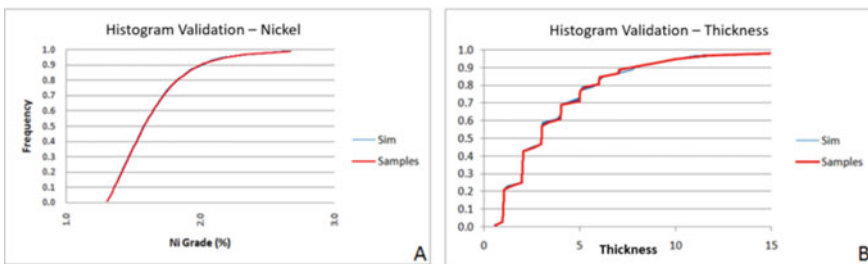 Histogram Validation – Nickel
1.0
0.9
0.8
0.7
0.6
0.5
0.4
0.3
0.2
0.1
0.0
Frequency
1.0 2.0 3.0
Ni Grade (%)
Sim
Samples
A
Histogram Validation – Thickness
1.0
0.9
0.8
0.7
0.6
0.5
0.4
0.3
0.2
0.1
0.0
0 5 10 15
Thickness
Sim
Samples
B